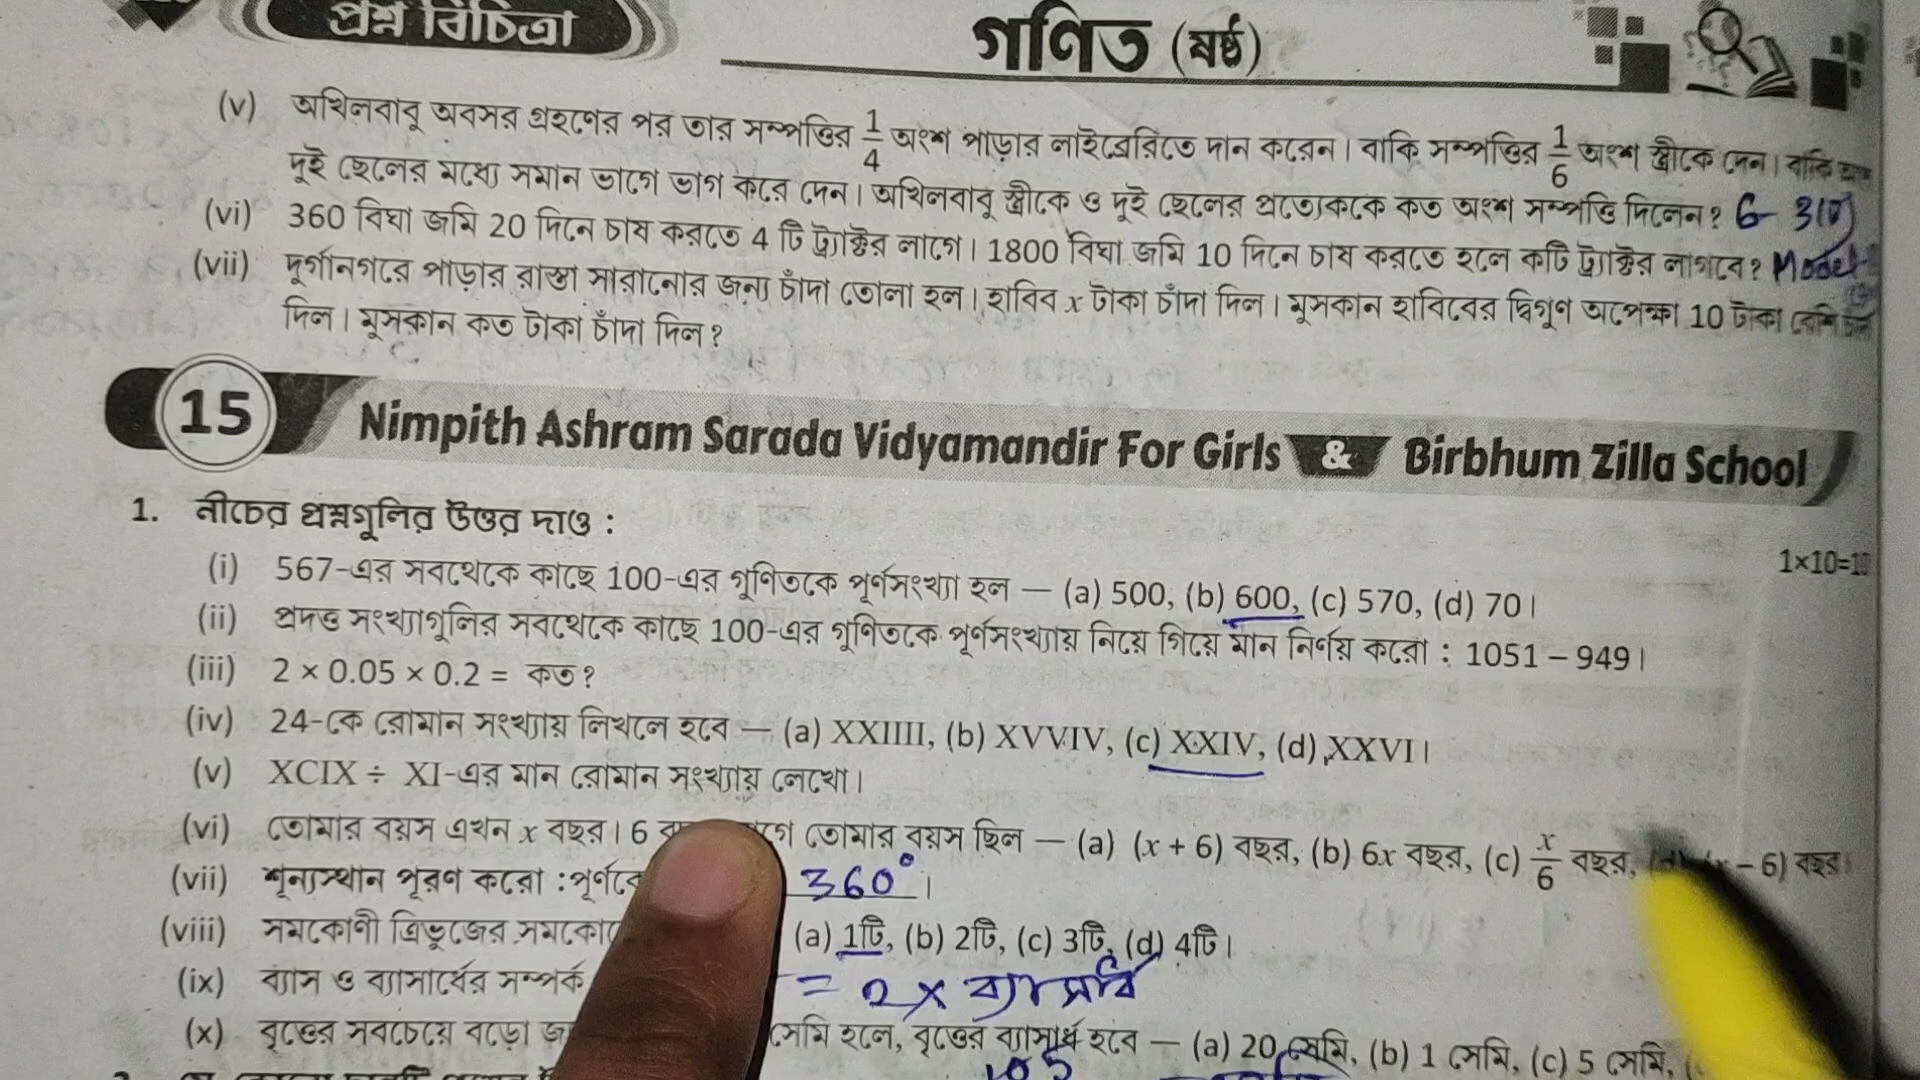 প্রশ্ন বিচিত্রা
গণিত (ষষ্ঠ)
(v) অখিলবাবু অবসর গ্রহণের পর তার সম্পত্তির 1/4 অংশ পাড়ার লাইব্রেরিতে দান করেন। বাকি সম্পত্তির 1/6 অংশ স্ত্রীকে দেন। বাকি
দুই ছেলের মধ্যে সমান ভাগে ভাগ করে দেন। অখিলবাবু স্ত্রীকে ও দুই ছেলের প্রত্যেককে কত অংশ সম্পত্তি দিলেন? 6-
(vi) 360 বিঘা জমি 20 দিনে চাষ করতে 4 টি ট্র্যাক্টর লাগে। 1800 বিঘা জমি 10 দিনে চাষ করতে হলে কটি ট্র্যাক্টর লাগবে? Model
(vii) দুর্গানগরে পাড়ার রাস্তা সারানোর জন্য চাঁদা তোলা হল। হাবিব x টাকা চাঁদা দিল। মুসকান হাবিবের দ্বিগুণ অপেক্ষা 10 টাকা বেশি
দিল। মুসকান কত টাকা চাঁদা দিল?
15 Nimpith Ashram Sarada Vidyamandir For Girls & Birbhum Zilla School
1. নীচের প্রশ্নগুলির উত্তর দাও : 1×10=10
(i) 567-এর সবথেকে কাছে 100-এর গুণিতকে পূর্ণসংখ্যা হল — (a) 500, (b) 600, (c) 570, (d) 70।
(ii) প্রদত্ত সংখ্যাগুলির সবথেকে কাছে 100-এর গুণিতকে পূর্ণসংখ্যায় নিয়ে গিয়ে মান নির্ণয় করো : 1051 – 949।
(iii) 2 × 0.05 × 0.2 = কত?
(iv) 24-কে রোমান সংখ্যায় লিখলে হবে — (a) XXIIII, (b) XVVIV, (c) XXIV, (d) XXVI।
(v) XCIX ÷ XI-এর মান রোমান সংখ্যায় লেখো।
(vi) তোমার বয়স এখন x বছর। 6 তোমার বয়স ছিল — (a) (x + 6) বছর, (b) 6x বছর, (c) x/6 বছর, – 6) বছর।
(vii) শূন্যস্থান পূরণ করো : 360°।
(viii) সমকোণী ত্রিভুজের (a) 1টি, (b) 2টি, (c) 3টি, (d) 4টি।
(ix) ব্যাস ও ব্যাসার্ধের সম্পর্ক = 2 × ব্যাসার্ধ
(x) বৃত্তের সবচেয়ে বড়ো সেমি হলে, বৃত্তের ব্যাসার্ধ হবে — (a) 20 সেমি, (b) 1 সেমি, (c) 5 সেমি,